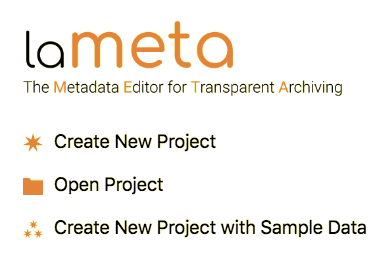 lameta
The Metadata Editor for Transparent Archiving
Create New Project
Open Project
Create New Project with Sample Data